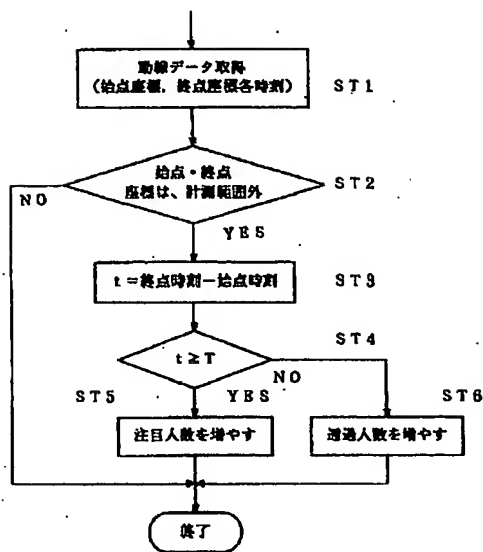 動線データ取得
(始点座標，終点座標各時刻)
ST1
始点・終点
座標は、計測範囲外
ST2
NO
YES
t=終点時刻−始点時刻
ST3
ST4
t≥T
NO
ST5
YES
ST6
注目人数を増やす
通過人数を増やす
終了